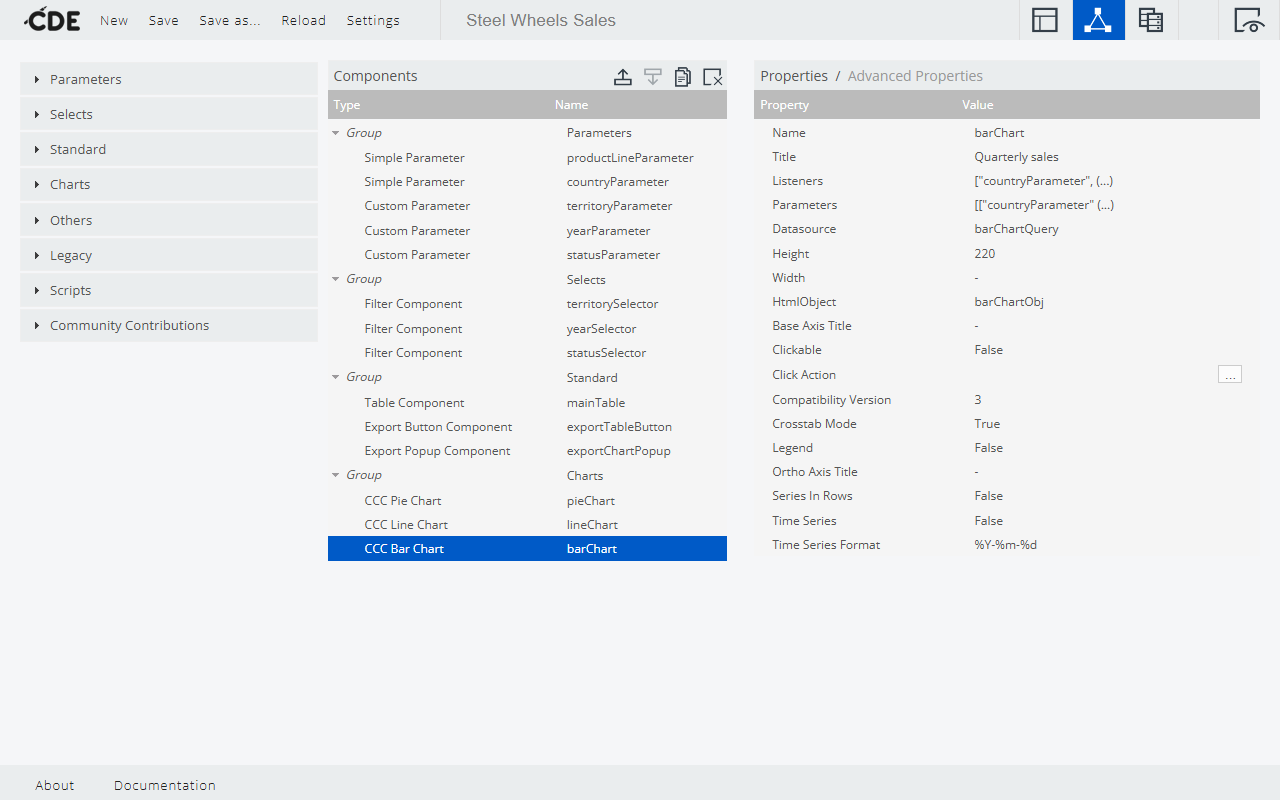 CDE New Save Save as... Reload Settings Steel Wheels Sales
Parameters
Selects
Standard
Charts
Others
Legacy
Scripts
Community Contributions
Components
Type Name
Group Parameters
Simple Parameter productLineParameter
Simple Parameter countryParameter
Custom Parameter territoryParameter
Custom Parameter yearParameter
Custom Parameter statusParameter
Group Selects
Filter Component territorySelector
Filter Component yearSelector
Filter Component statusSelector
Group Standard
Table Component mainTable
Export Button Component exportTableButton
Export Popup Component exportChartPopup
Group Charts
CCC Pie Chart pieChart
CCC Line Chart lineChart
CCC Bar Chart barChart
Properties / Advanced Properties
Property Value
Name barChart
Title Quarterly sales
Listeners ["countryParameter", (...)
Parameters [["countryParameter" (...)
Datasource barChartQuery
Height 220
Width -
HtmlObject barChartObj
Base Axis Title -
Clickable False
Click Action ...
Compatibility Version 3
Crosstab Mode True
Legend False
Ortho Axis Title -
Series In Rows False
Time Series False
Time Series Format %Y-%m-%d
About Documentation